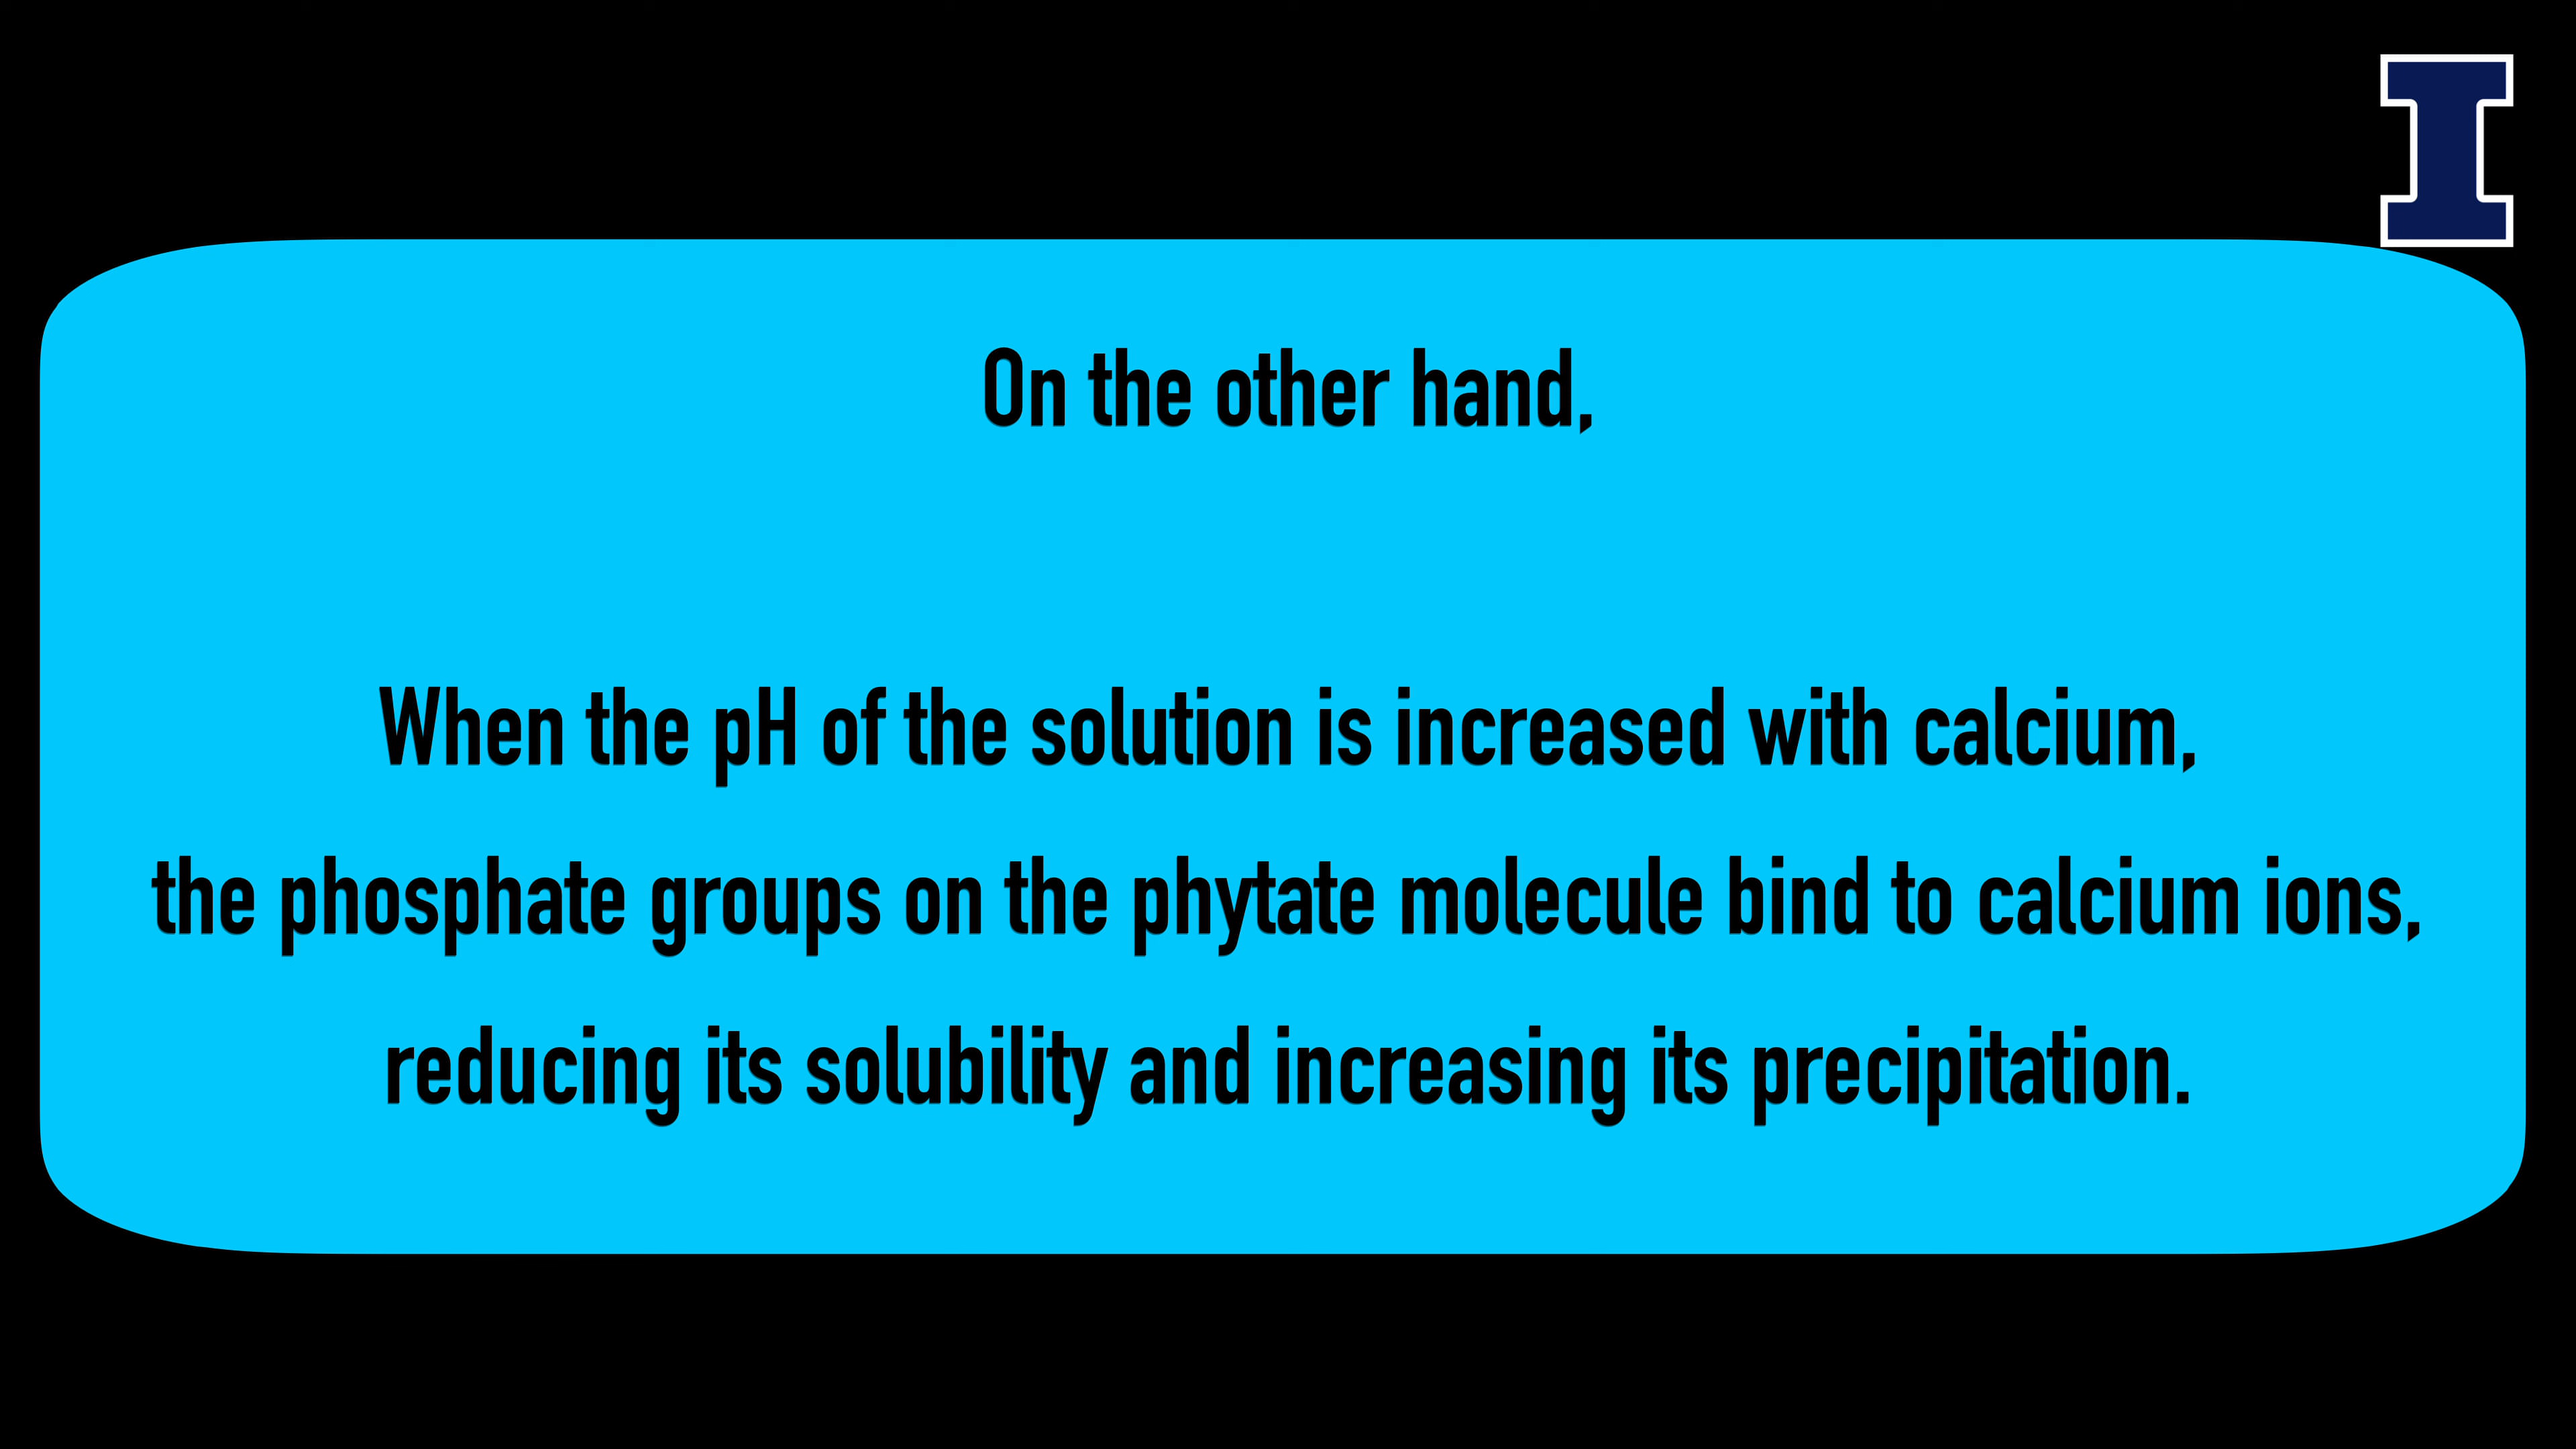 I
On the other hand,
When the pH of the solution is increased with calcium,
the phosphate groups on the phytate molecule bind to calcium ions,
reducing its solubility and increasing its precipitation.